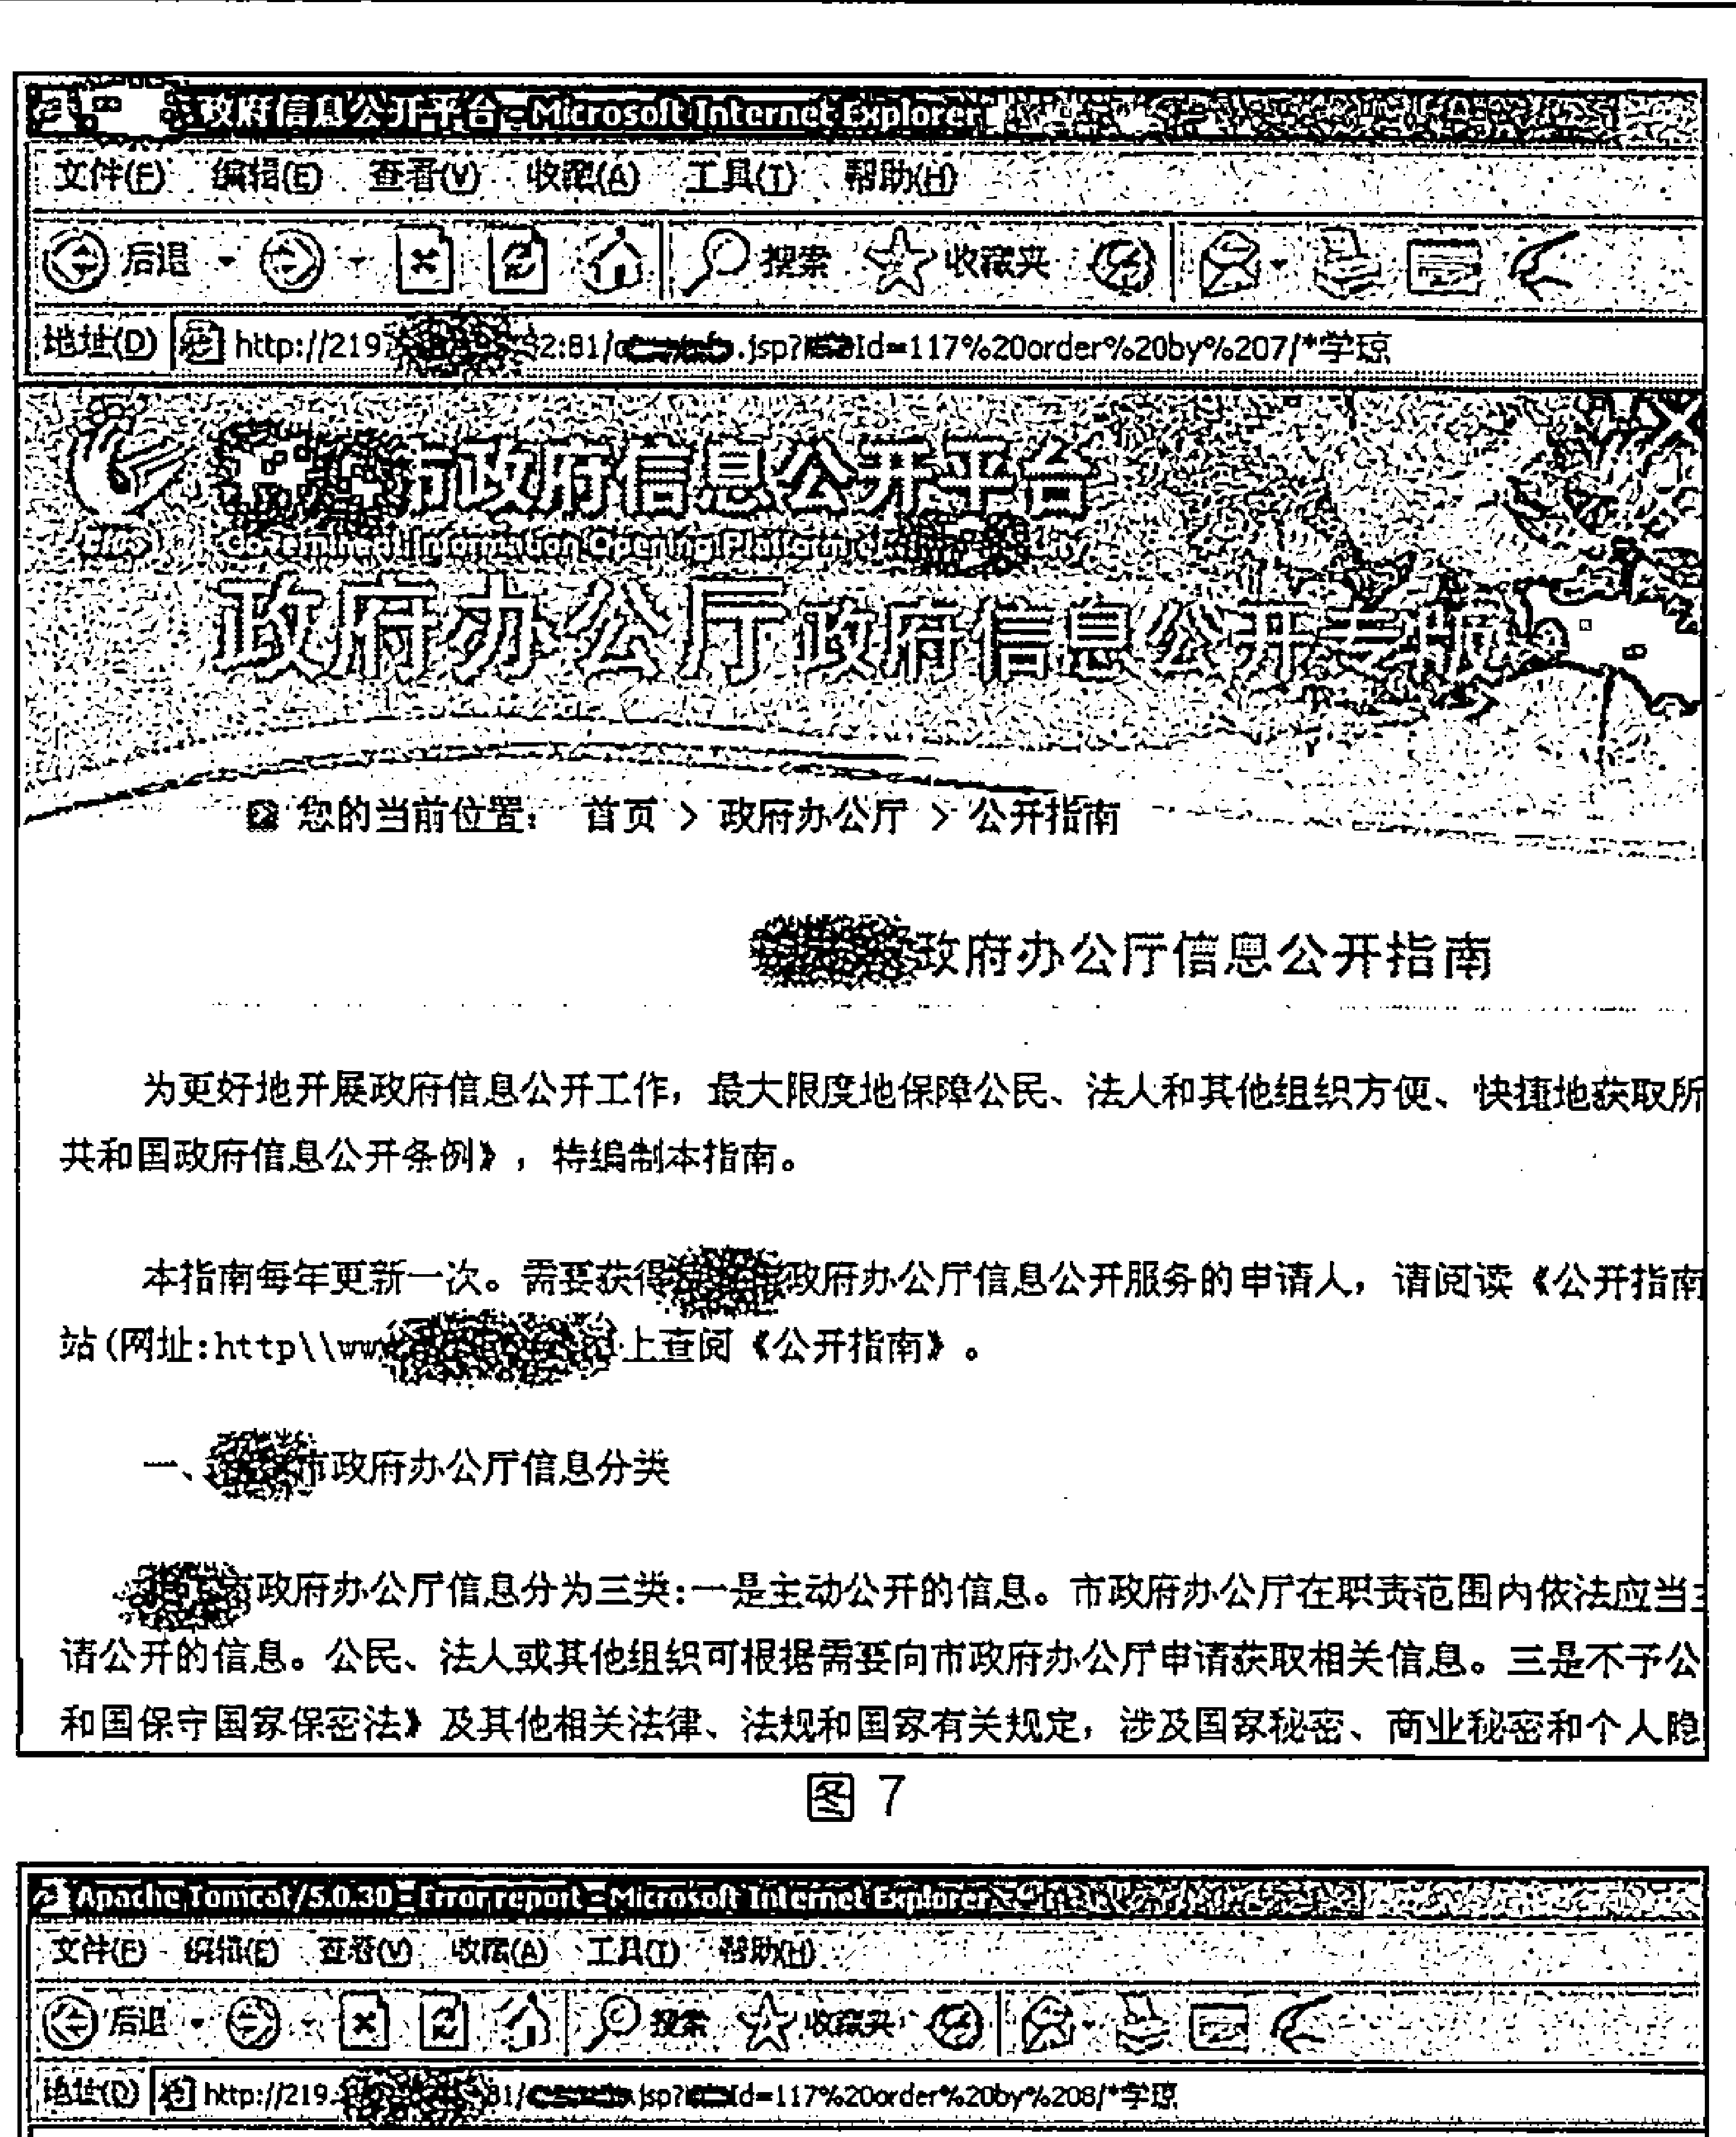 政府信息公开平台 - Microsoft Internet Explorer
文件(F) 编辑(E) 查看(V) 收藏(A) 工具(T) 帮助(H)
后退 搜索 收藏夹
地址(D) http://219. 2:81/ .jsp? Id=117%20order%20by%207/*学琼
市政府信息公开平台
Government Information Opening Platform of City
政府办公厅 政府信息公开专版
您的当前位置： 首页 > 政府办公厅 > 公开指南
政府办公厅信息公开指南
为更好地开展政府信息公开工作，最大限度地保障公民、法人和其他组织方便、快捷地获取所
共和国政府信息公开条例》，特编制本指南。
本指南每年更新一次。需要获得 政府办公厅信息公开服务的申请人，请阅读《公开指南
站(网址:http\\www 上查阅《公开指南》。
一、 市政府办公厅信息分类
市政府办公厅信息分为三类:一是主动公开的信息。市政府办公厅在职责范围内依法应当主
请公开的信息。公民、法人或其他组织可根据需要向市政府办公厅申请获取相关信息。三是不予公
和国保守国家保密法》及其他相关法律、法规和国家有关规定，涉及国家秘密、商业秘密和个人隐
图 7
Apache Tomcat/5.0.30 - Error report - Microsoft Internet Explorer
文件(F) 编辑(E) 查看(V) 收藏(A) 工具(T) 帮助(H)
后退 搜索 收藏夹
地址(D) http://219. 81/ .jsp? Id=117%20order%20by%208/*学琼